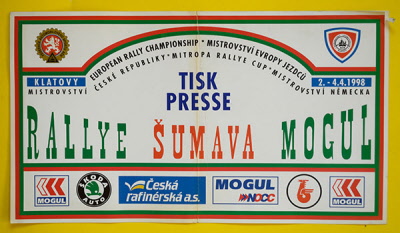 EUROPEAN RALLY CHAMPIONSHIP * MISTROVSTVÍ EVROPY JEZDCŮ
ČESKÉ REPUBLIKY * MITROPA RALLYE CUP * MISTROVSTVÍ NĚMECKA
KLATOVY
MISTROVSTVÍ
2. - 4.4.1998
TISK
PRESSE
RALLYE ŠUMAVA MOGUL
MOGUL
ŠKODA
AUTO
Česká
rafinérská a.s.
MOGUL
MOGUL